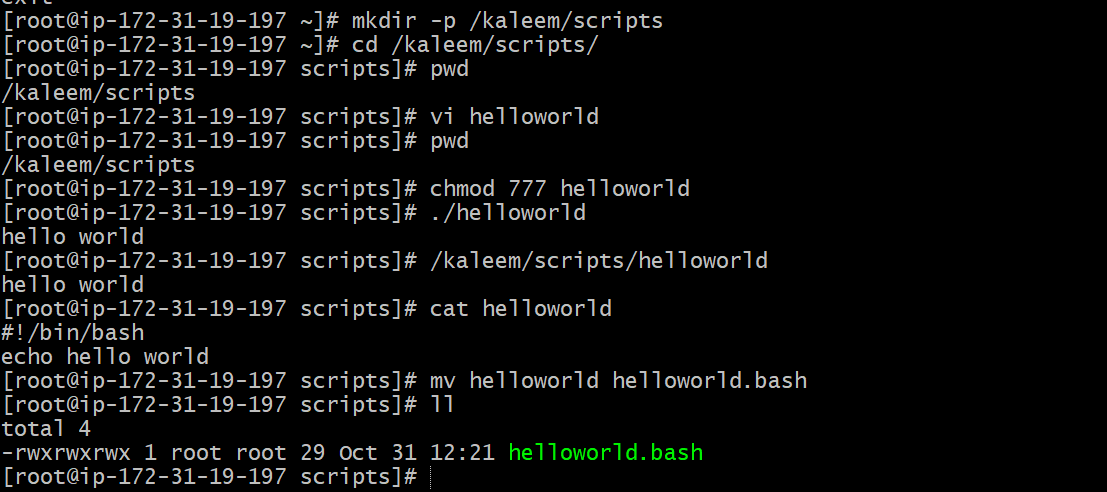 exit
[root@ip-172-31-19-197 ~]# mkdir -p /kaleem/scripts
[root@ip-172-31-19-197 ~]# cd /kaleem/scripts/
[root@ip-172-31-19-197 scripts]# pwd
/kaleem/scripts
[root@ip-172-31-19-197 scripts]# vi helloworld
[root@ip-172-31-19-197 scripts]# pwd
/kaleem/scripts
[root@ip-172-31-19-197 scripts]# chmod 777 helloworld
[root@ip-172-31-19-197 scripts]# ./helloworld
hello world
[root@ip-172-31-19-197 scripts]# /kaleem/scripts/helloworld
hello world
[root@ip-172-31-19-197 scripts]# cat helloworld
#!/bin/bash
echo hello world
[root@ip-172-31-19-197 scripts]# mv helloworld helloworld.bash
[root@ip-172-31-19-197 scripts]# ll
total 4
-rwxrwxrwx 1 root root 29 Oct 31 12:21 helloworld.bash
[root@ip-172-31-19-197 scripts]#